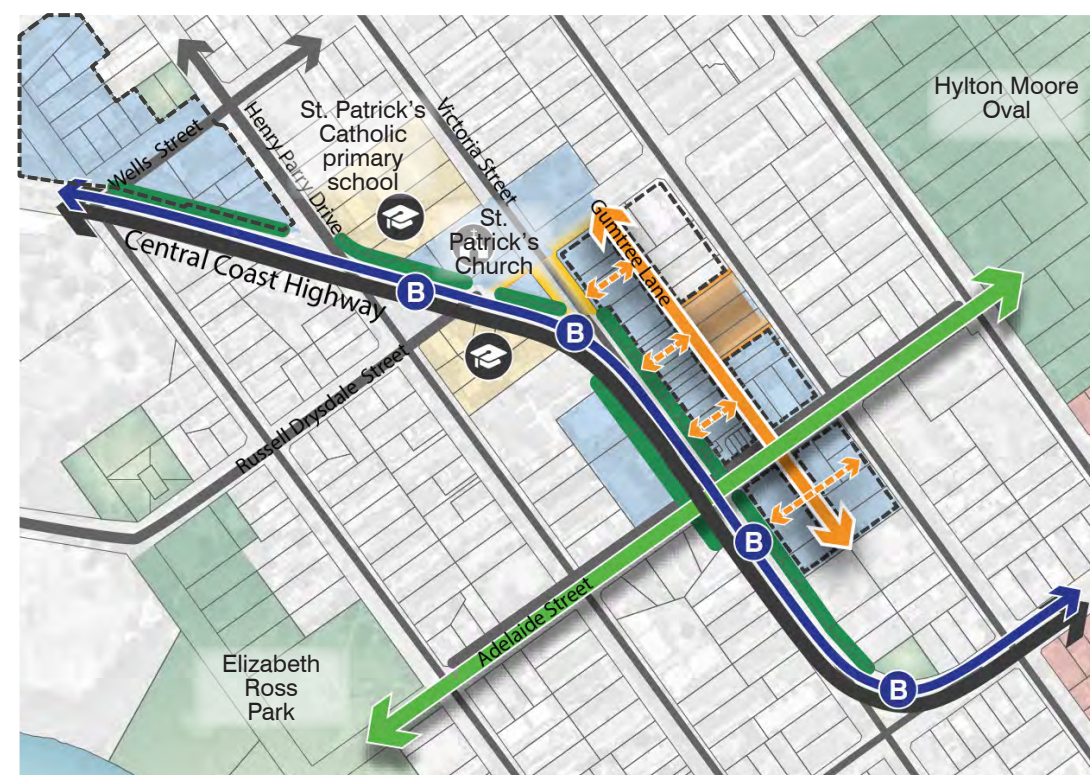 Hylton Moore
Oval
St. Patrick's
Catholic
primary
school
Victoria Street
Henry Parry Drive
Wells Street
St.
Patrick's
Church
Gumtree Lane
Central Coast Highway
B
B
Russell Drysdale Street
B
Adelaide Street
Elizabeth
Ross
Park
B